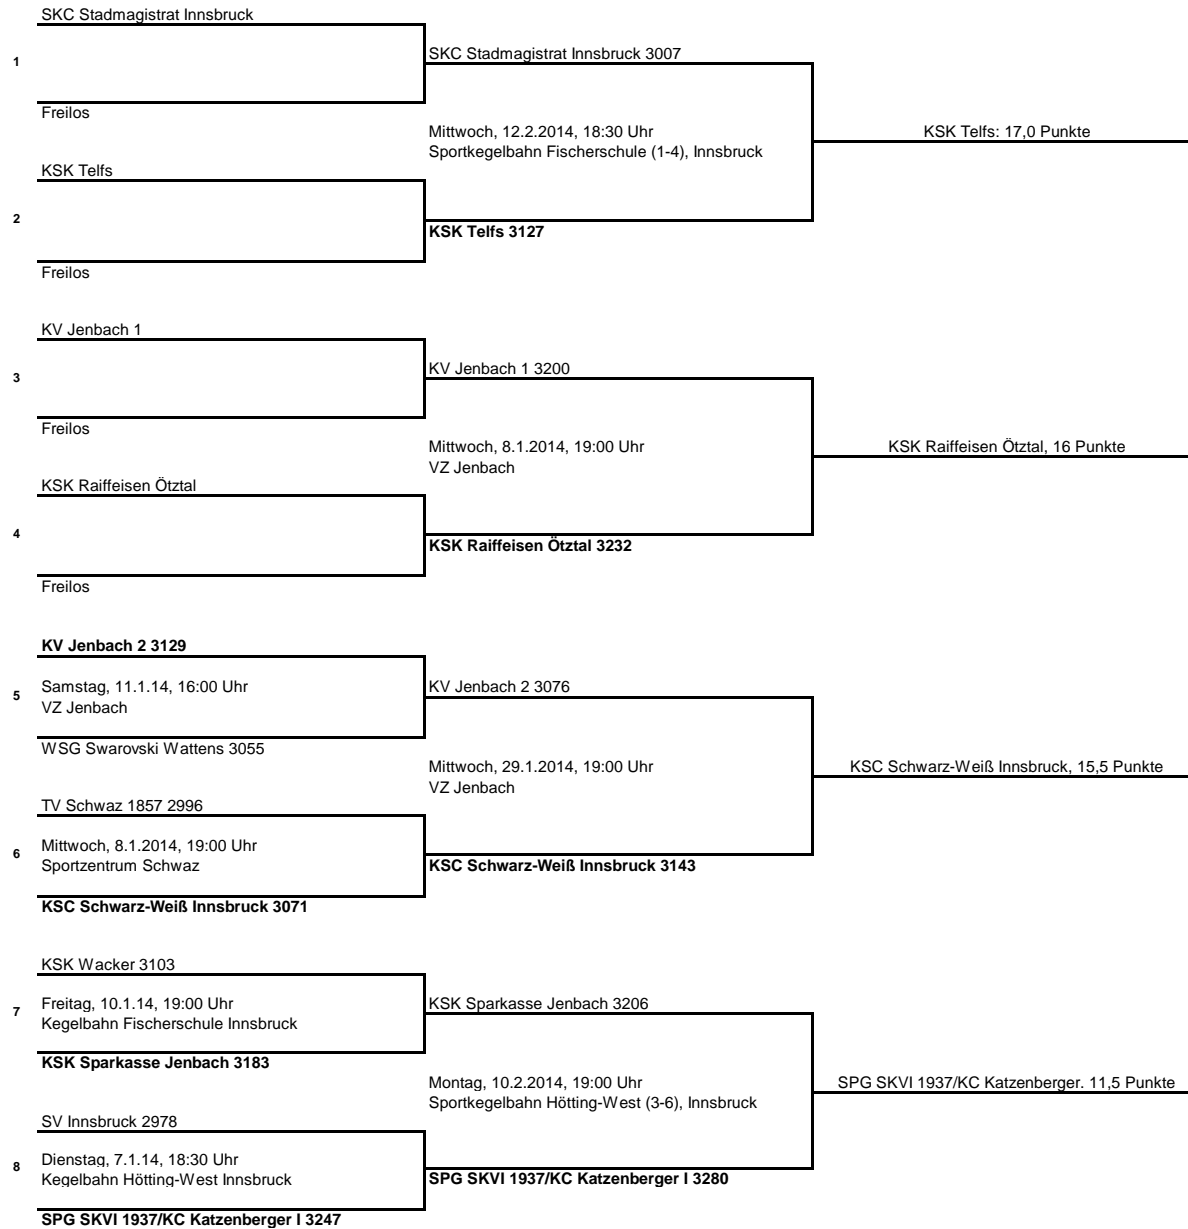 SKC Stadmagistrat Innsbruck
1
Freilos
SKC Stadmagistrat Innsbruck 3007
Mittwoch, 12.2.2014, 18:30 Uhr
Sportkegelbahn Fischerschule (1-4), Innsbruck
KSK Telfs: 17,0 Punkte
KSK Telfs
2
KSK Telfs 3127
Freilos
KV Jenbach 1
3
KV Jenbach 1 3200
Freilos
Mittwoch, 8.1.2014, 19:00 Uhr
VZ Jenbach
KSK Raiffeisen Ötztal, 16 Punkte
KSK Raiffeisen Ötztal
4
KSK Raiffeisen Ötztal 3232
Freilos
KV Jenbach 2 3129
5
Samstag, 11.1.14, 16:00 Uhr
VZ Jenbach
WSG Swarovski Wattens 3055
KV Jenbach 2 3076
Mittwoch, 29.1.2014, 19:00 Uhr
VZ Jenbach
KSC Schwarz-Weiß Innsbruck, 15,5 Punkte
TV Schwaz 1857 2996
6
Mittwoch, 8.1.2014, 19:00 Uhr
Sportzentrum Schwaz
KSC Schwarz-Weiß Innsbruck 3143
KSC Schwarz-Weiß Innsbruck 3071
KSK Wacker 3103
7
Freitag, 10.1.14, 19:00 Uhr
Kegelbahn Fischerschule Innsbruck
KSK Sparkasse Jenbach 3183
KSK Sparkasse Jenbach 3206
Montag, 10.2.2014, 19:00 Uhr
Sportkegelbahn Hötting-West (3-6), Innsbruck
SPG SKVI 1937/KC Katzenberger. 11,5 Punkte
SV Innsbruck 2978
8
Dienstag, 7.1.14, 18:30 Uhr
Kegelbahn Hötting-West Innsbruck
SPG SKVI 1937/KC Katzenberger I 3280
SPG SKVI 1937/KC Katzenberger I 3247